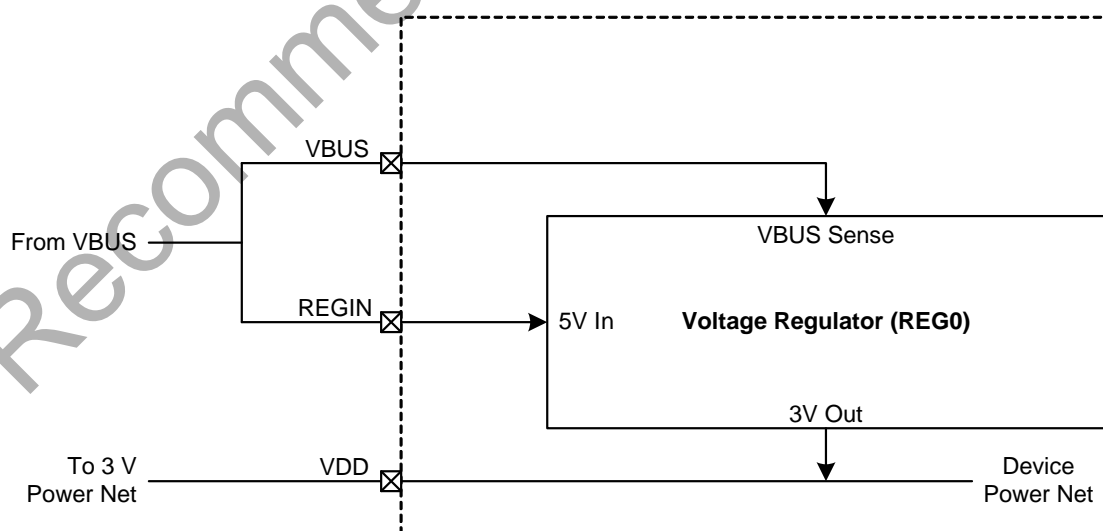 Recomme
VBUS
From VBUS
VBUS Sense
REGIN
5V In
Voltage Regulator (REG0)
3V Out
To 3 V
Power Net
VDD
Device
Power Net